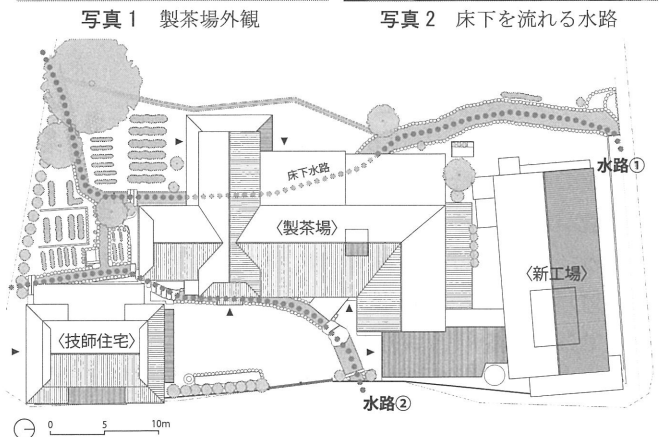 写真1 製茶場外観
写真2 床下を流れる水路
水路①
床下水路
〈製茶場〉
〈新工場〉
〈技師住宅〉
水路②
0 5 10m